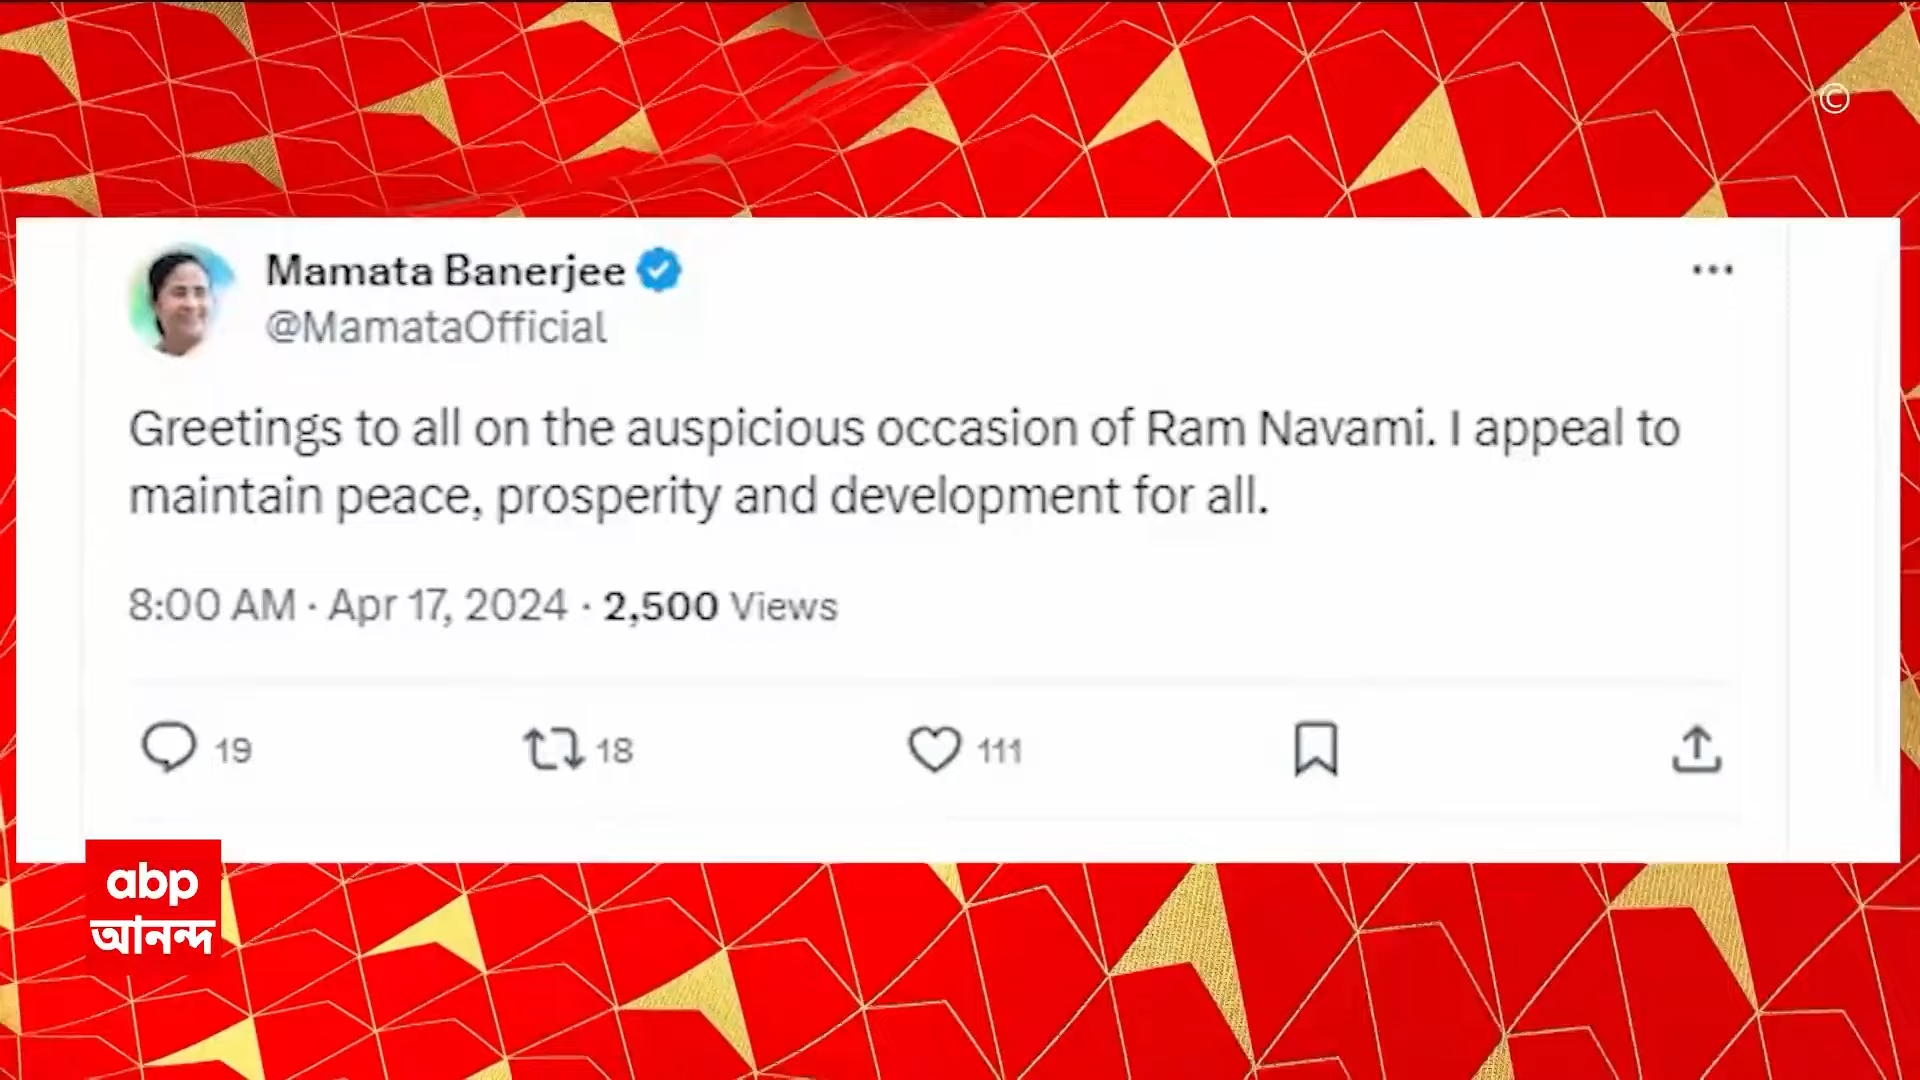 ©
Mamata Banerjee
@MamataOfficial
Greetings to all on the auspicious occasion of Ram Navami. I appeal to
maintain peace, prosperity and development for all.
8:00 AM · Apr 17, 2024 · 2,500 Views
19 18 111
abp
আনন্দ